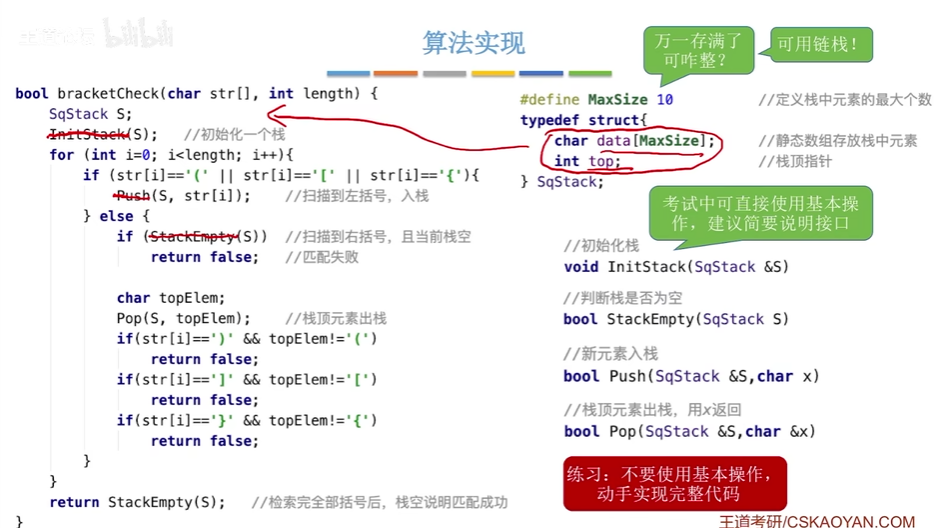 bilibili
算法实现
bool bracketCheck(char str[], int length) {
SqStack S;
InitStack(S); //初始化一个栈
for (int i=0; i<length; i++){
if (str[i]=='(' || str[i]=='[' || str[i]=='{'){
Push(S, str[i]); //扫描到左括号，入栈
} else {
if (StackEmpty(S)) //扫描到右括号，且当前栈空
return false; //匹配失败
char topElem;
Pop(S, topElem); //栈顶元素出栈
if(str[i]==')' && topElem!='(')
return false;
if(str[i]==']' && topElem!='[')
return false;
if(str[i]=='}' && topElem!='{')
return false;
}
}
return StackEmpty(S); //检索完全部括号后，栈空说明匹配成功
}
万一存满了
可咋整？
可用链栈！
#define MaxSize 10 //定义栈中元素的最大个数
typedef struct{
char data[MaxSize]; //静态数组存放栈中元素
int top; //栈顶指针
} SqStack;
考试中可直接使用基本操
作，建议简要说明接口
//初始化栈
void InitStack(SqStack &S)
//判断栈是否为空
bool StackEmpty(SqStack S)
//新元素入栈
bool Push(SqStack &S,char x)
//栈顶元素出栈，用x返回
bool Pop(SqStack &S,char &x)
练习：不要使用基本操作，
动手实现完整代码
王道考研/CSKAOYAN.COM